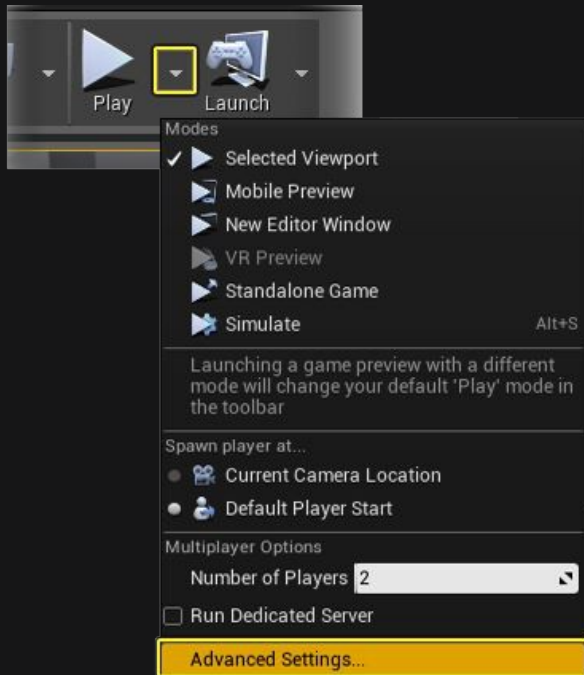 Play
Launch
Modes
Selected Viewport
Mobile Preview
New Editor Window
VR Preview
Standalone Game
Simulate Alt+S
Launching a game preview with a different
mode will change your default 'Play' mode in
the toolbar
Spawn player at...
Current Camera Location
Default Player Start
Multiplayer Options
Number of Players 2
Run Dedicated Server
Advanced Settings...